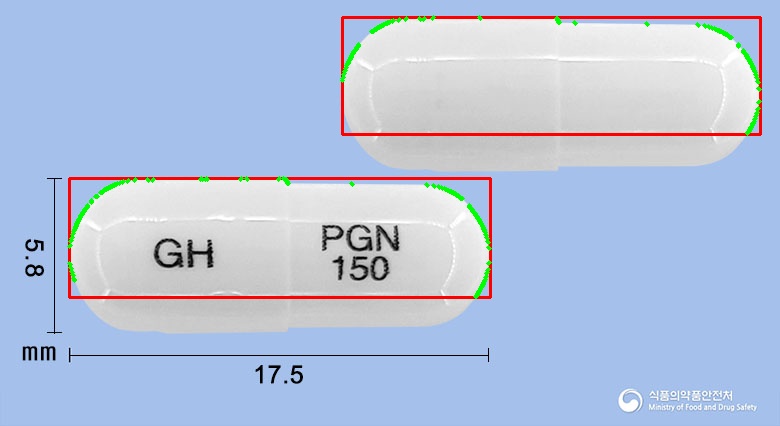 GH
PGN
150
5.8
mm
17.5
식품의약품안전처
Ministry of Food and Drug Safety